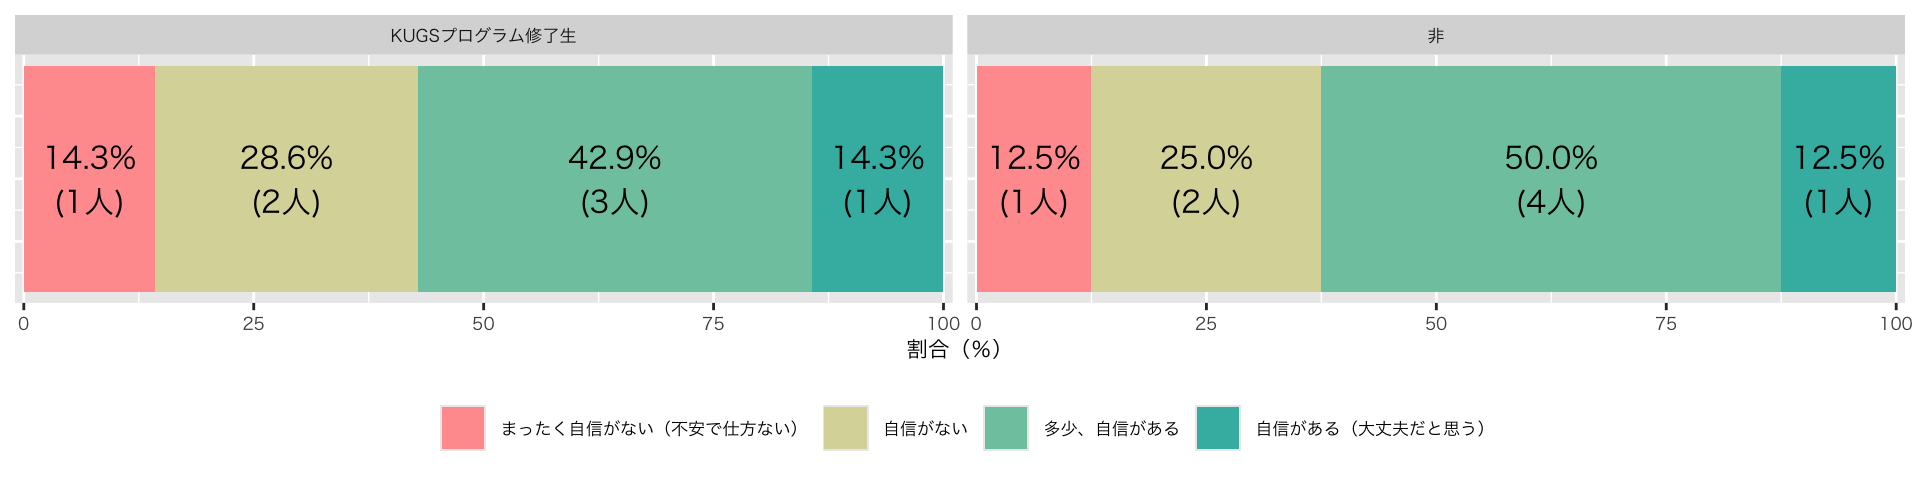 KUGSプログラム修了生
非
14.3%
(1人)
28.6%
(2人)
42.9%
(3人)
14.3%
(1人)
12.5%
(1人)
25.0%
(2人)
50.0%
(4人)
12.5%
(1人)
0 25 50 75 100
0 25 50 75 100
割合（%）
まったく自信がない（不安で仕方ない） 自信がない 多少、自信がある 自信がある（大丈夫だと思う）